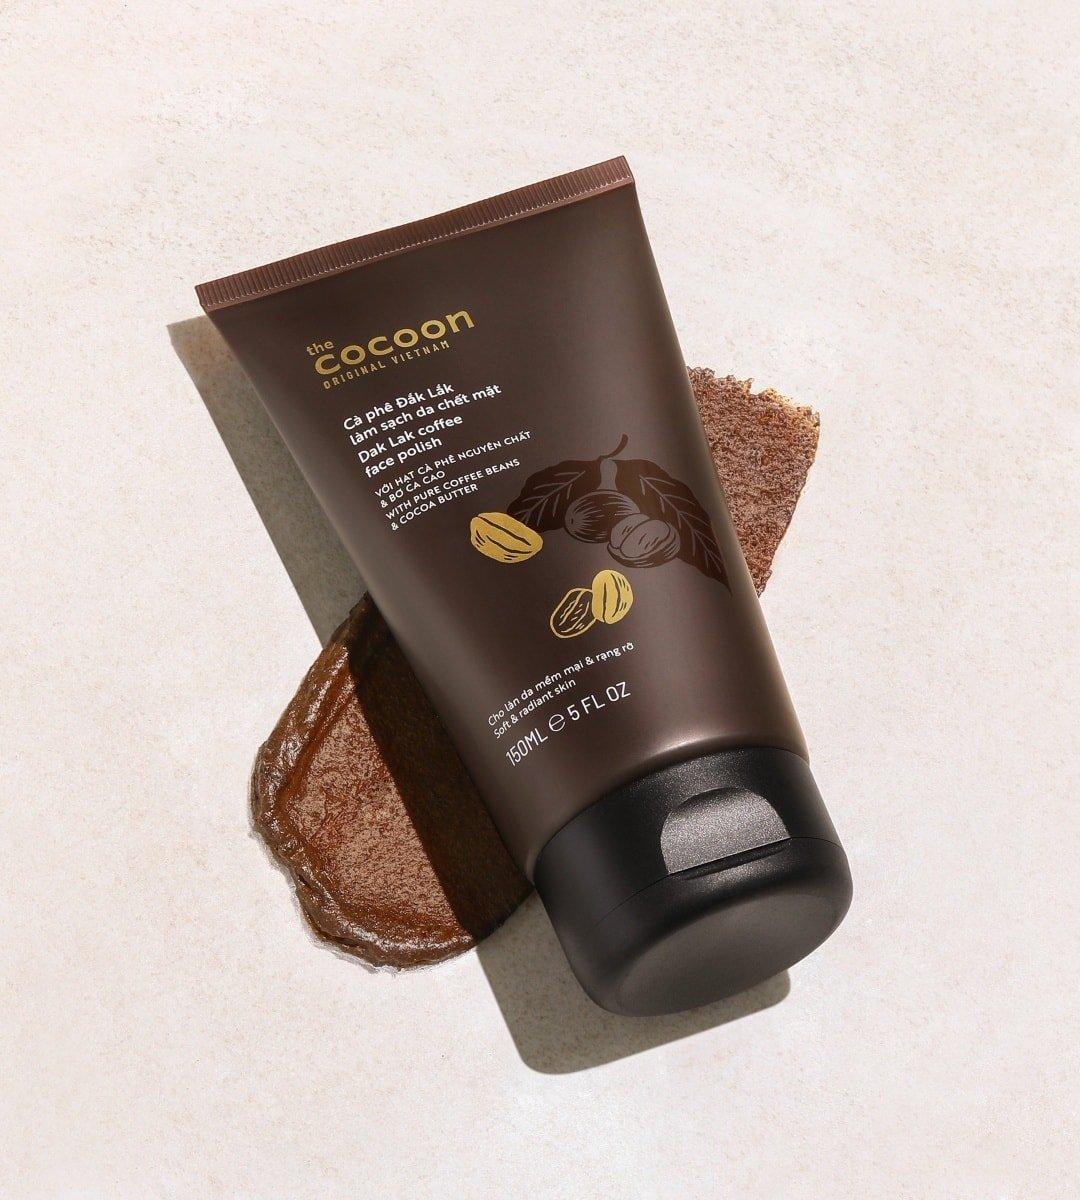 the
cocoon
ORIGINAL VIETNAM
Cà phê Đắk Lắk
làm sạch da chết mặt
Dak Lak coffee
face polish
VỚI HẠT CÀ PHÊ NGUYÊN CHẤT
& BƠ CA CAO
WITH PURE COFFEE BEANS
& COCOA BUTTER
Cho làn da mềm mại & rạng rỡ
Soft & radiant skin
150ML ℮ 5 FL OZ